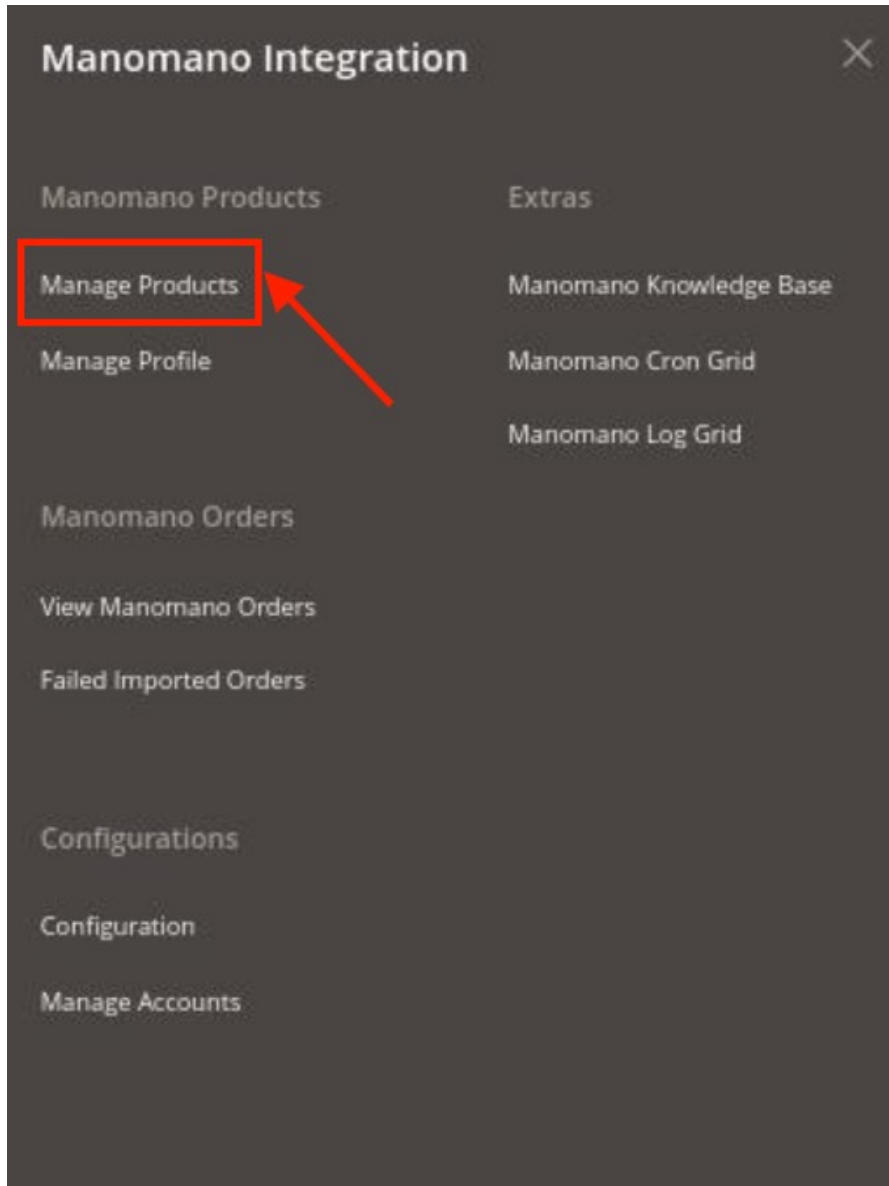 Manomano Integration
Manomano Products
Manage Products
Manage Profile
Extras
Manomano Knowledge Base
Manomano Cron Grid
Manomano Log Grid
Manomano Orders
View Manomano Orders
Failed Imported Orders
Configurations
Configuration
Manage Accounts